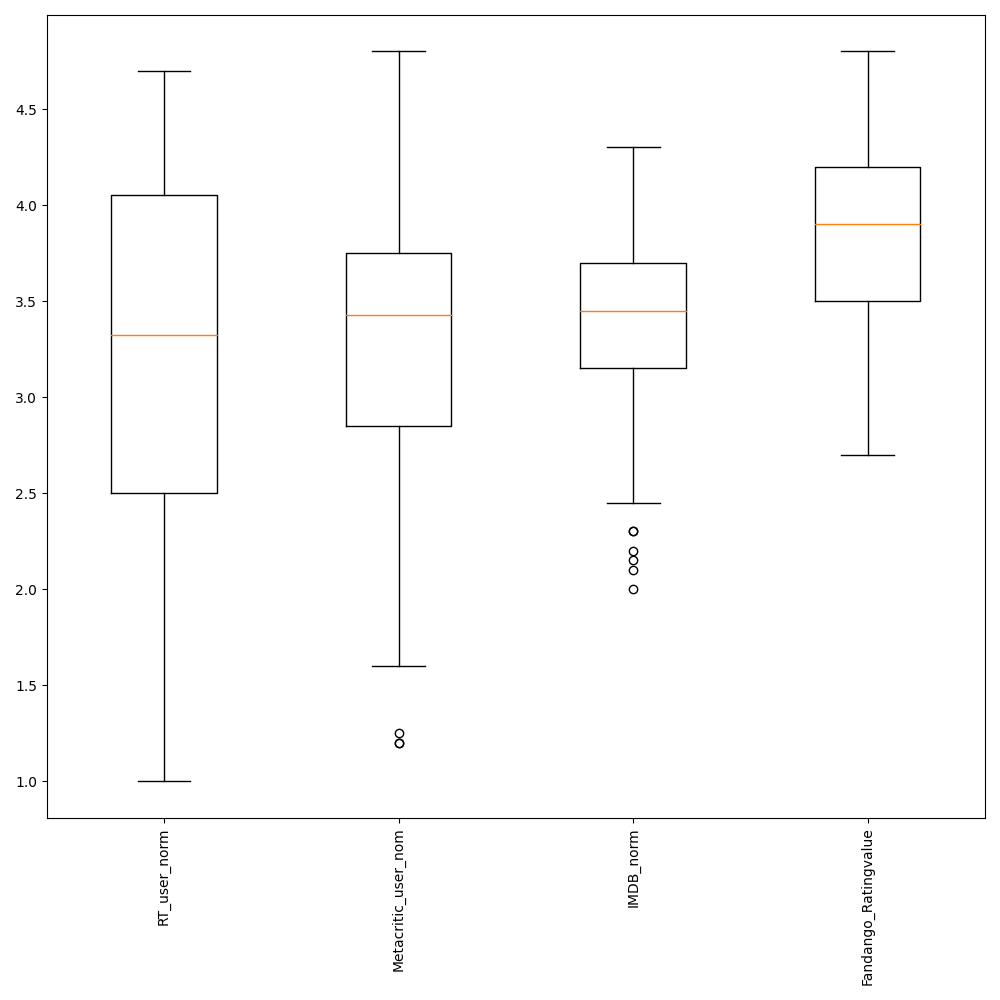 4.5
4.0
3.5
3.0
2.5
2.0
1.5
1.0
RT_user_norm
Metacritic_user_nom
IMDB_norm
Fandango_Ratingvalue